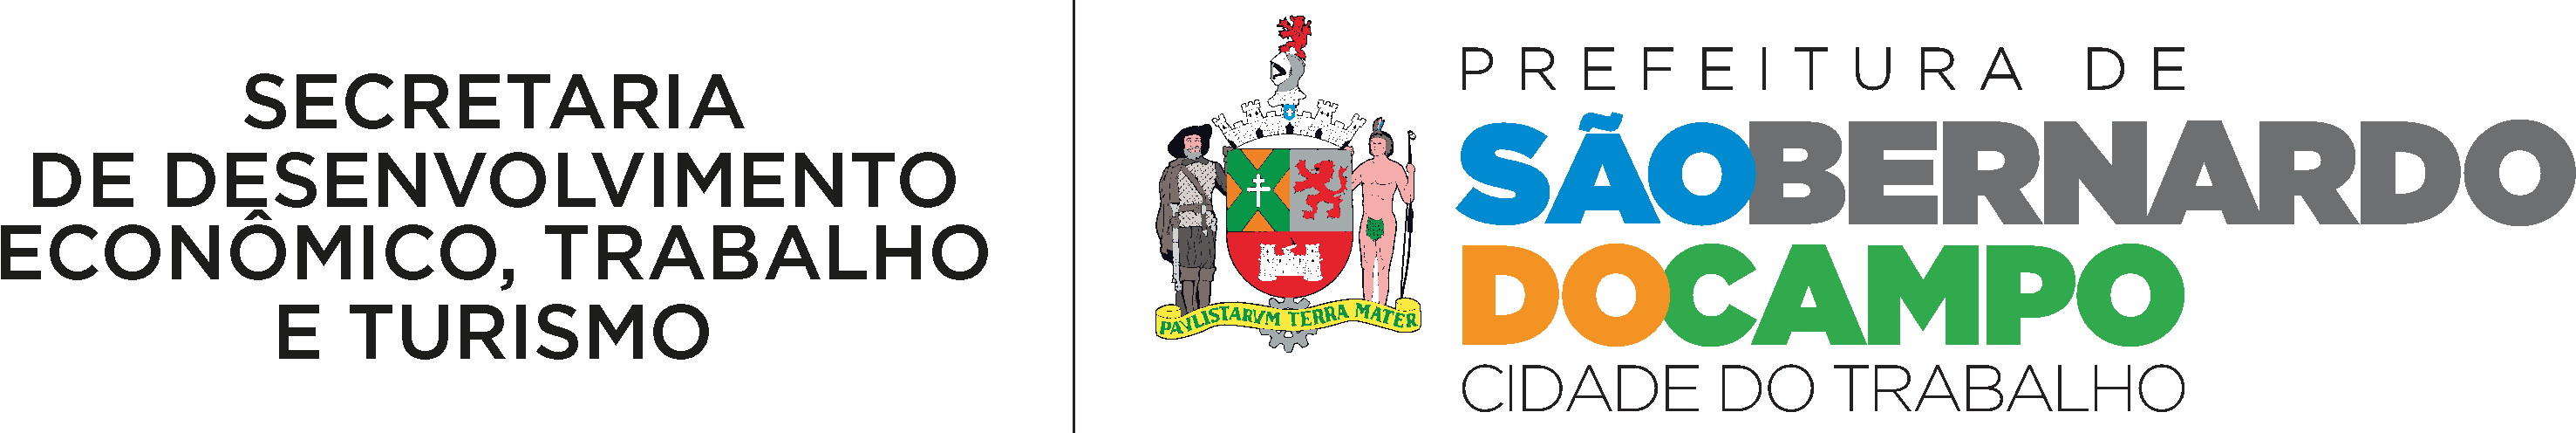 SECRETARIA
DE DESENVOLVIMENTO
ECONÔMICO, TRABALHO
E TURISMO
PAVLISTARVM TERRA MATER
PREFEITURA DE
SÃOBERNARDO
DOCAMPO
CIDADE DO TRABALHO